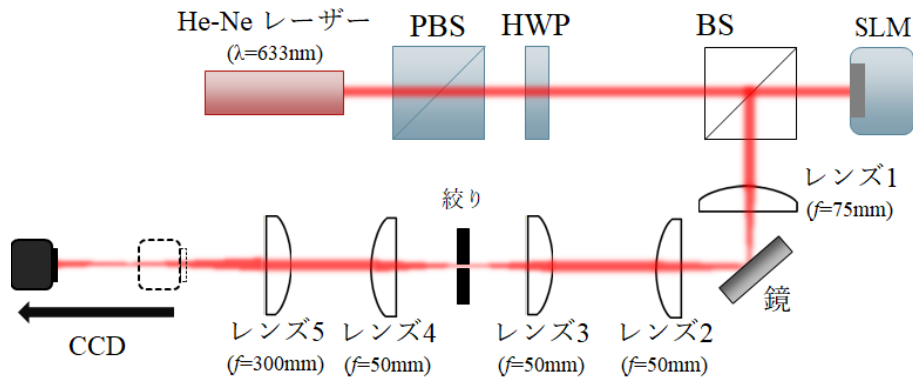 He-Ne レーザー
(λ=633nm)
PBS
HWP
BS
SLM
レンズ1
(f=75mm)
絞り
鏡
レンズ5
(f=300mm)
レンズ4
(f=50mm)
レンズ3
(f=50mm)
レンズ2
(f=50mm)
CCD